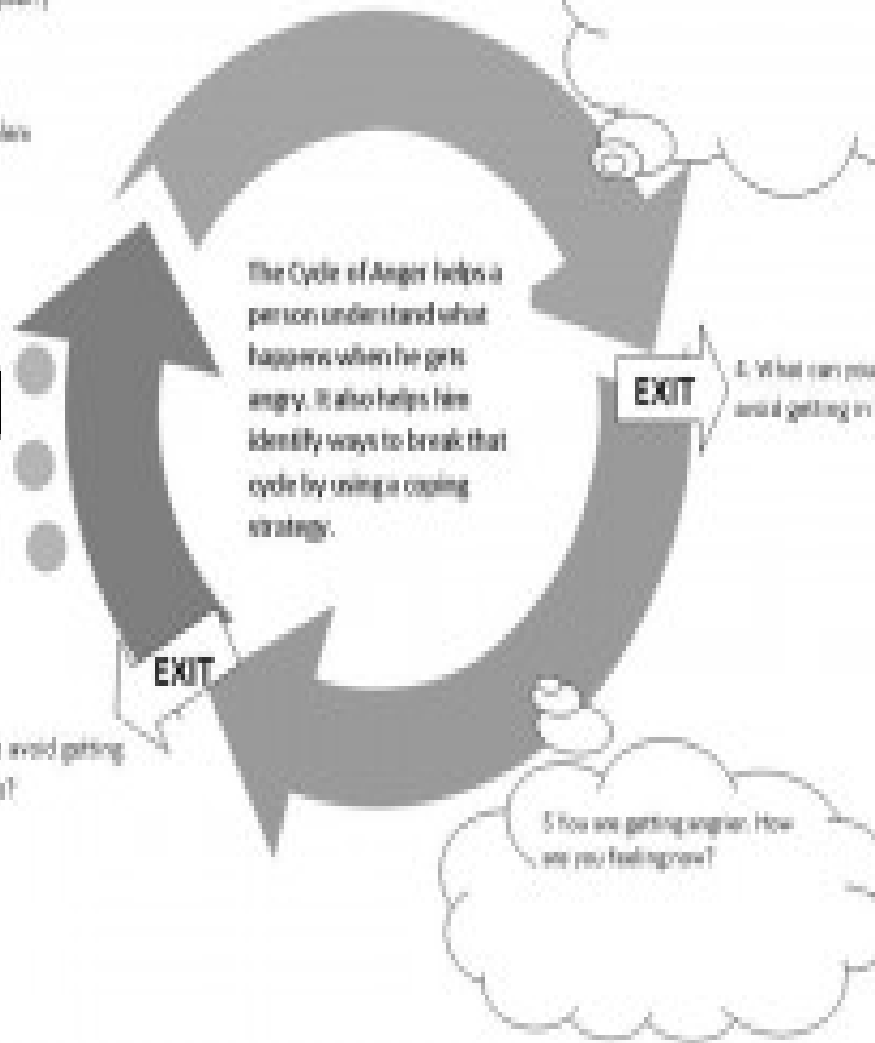 The Cycle of Anger helps a
person understand what
happens when he gets
angry. It also helps him
identify ways to break that
cycle by using a coping
strategy.
EXIT
4. What can you
avoid getting in
EXIT
avoid getting
5 You are getting angrier. How
are you feeling now?